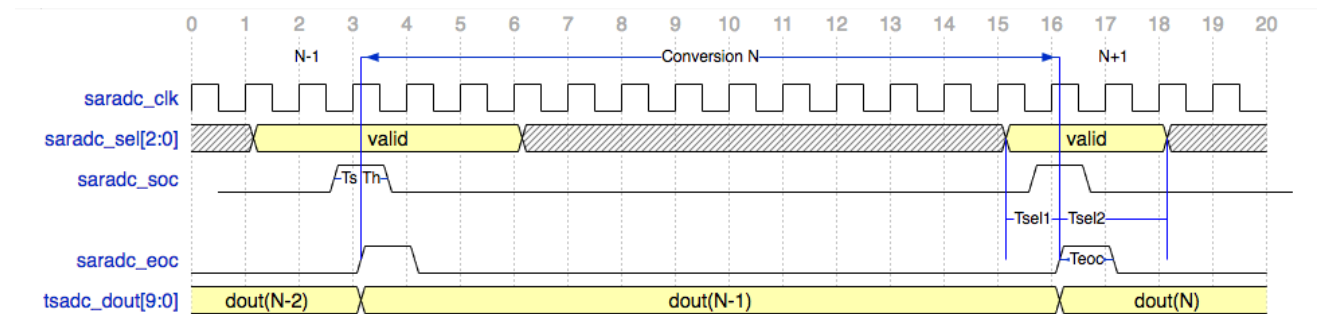 0 1 2 3 4 5 6 7 8 9 10 11 12 13 14 15 16 17 18 19 20
N-1 Conversion N N+1
saradc_clk
saradc_sel[2:0] valid valid
saradc_soc Ts Th
Tsel1 Tsel2
saradc_eoc Teoc
tsadc_dout[9:0] dout(N-2) dout(N-1) dout(N)